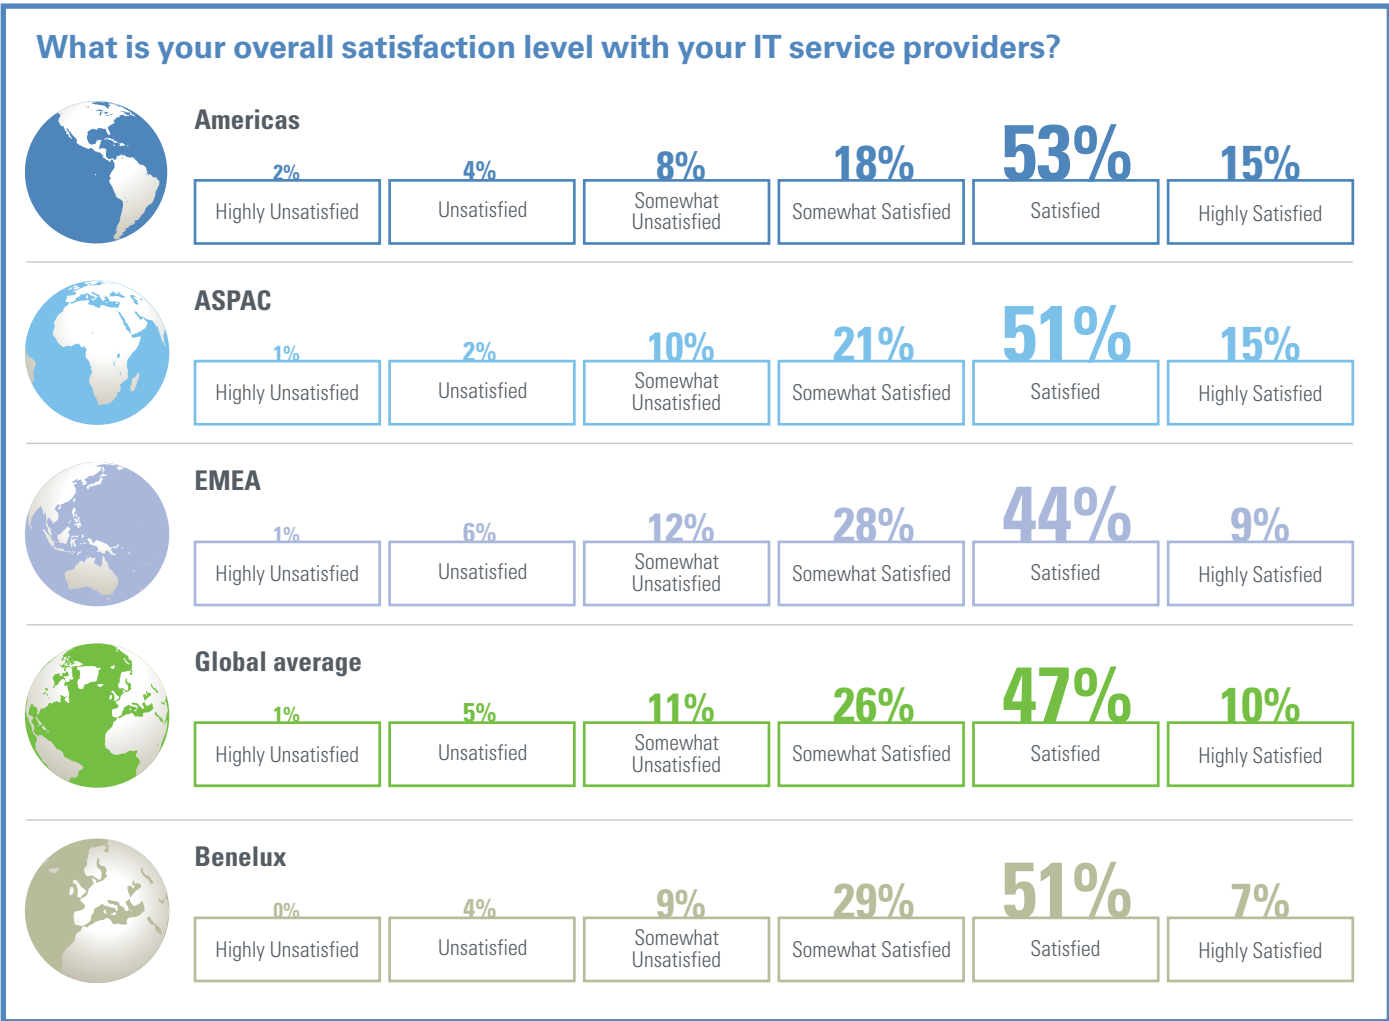 What is your overall satisfaction level with your IT service providers?
Americas
2% 4% 8% 18% 53% 15%
Highly Unsatisfied Unsatisfied Somewhat Unsatisfied Somewhat Satisfied Satisfied Highly Satisfied
ASPAC
1% 2% 10% 21% 51% 15%
Highly Unsatisfied Unsatisfied Somewhat Unsatisfied Somewhat Satisfied Satisfied Highly Satisfied
EMEA
1% 6% 12% 28% 44% 9%
Highly Unsatisfied Unsatisfied Somewhat Unsatisfied Somewhat Satisfied Satisfied Highly Satisfied
Global average
1% 5% 11% 26% 47% 10%
Highly Unsatisfied Unsatisfied Somewhat Unsatisfied Somewhat Satisfied Satisfied Highly Satisfied
Benelux
0% 4% 9% 29% 51% 7%
Highly Unsatisfied Unsatisfied Somewhat Unsatisfied Somewhat Satisfied Satisfied Highly Satisfied